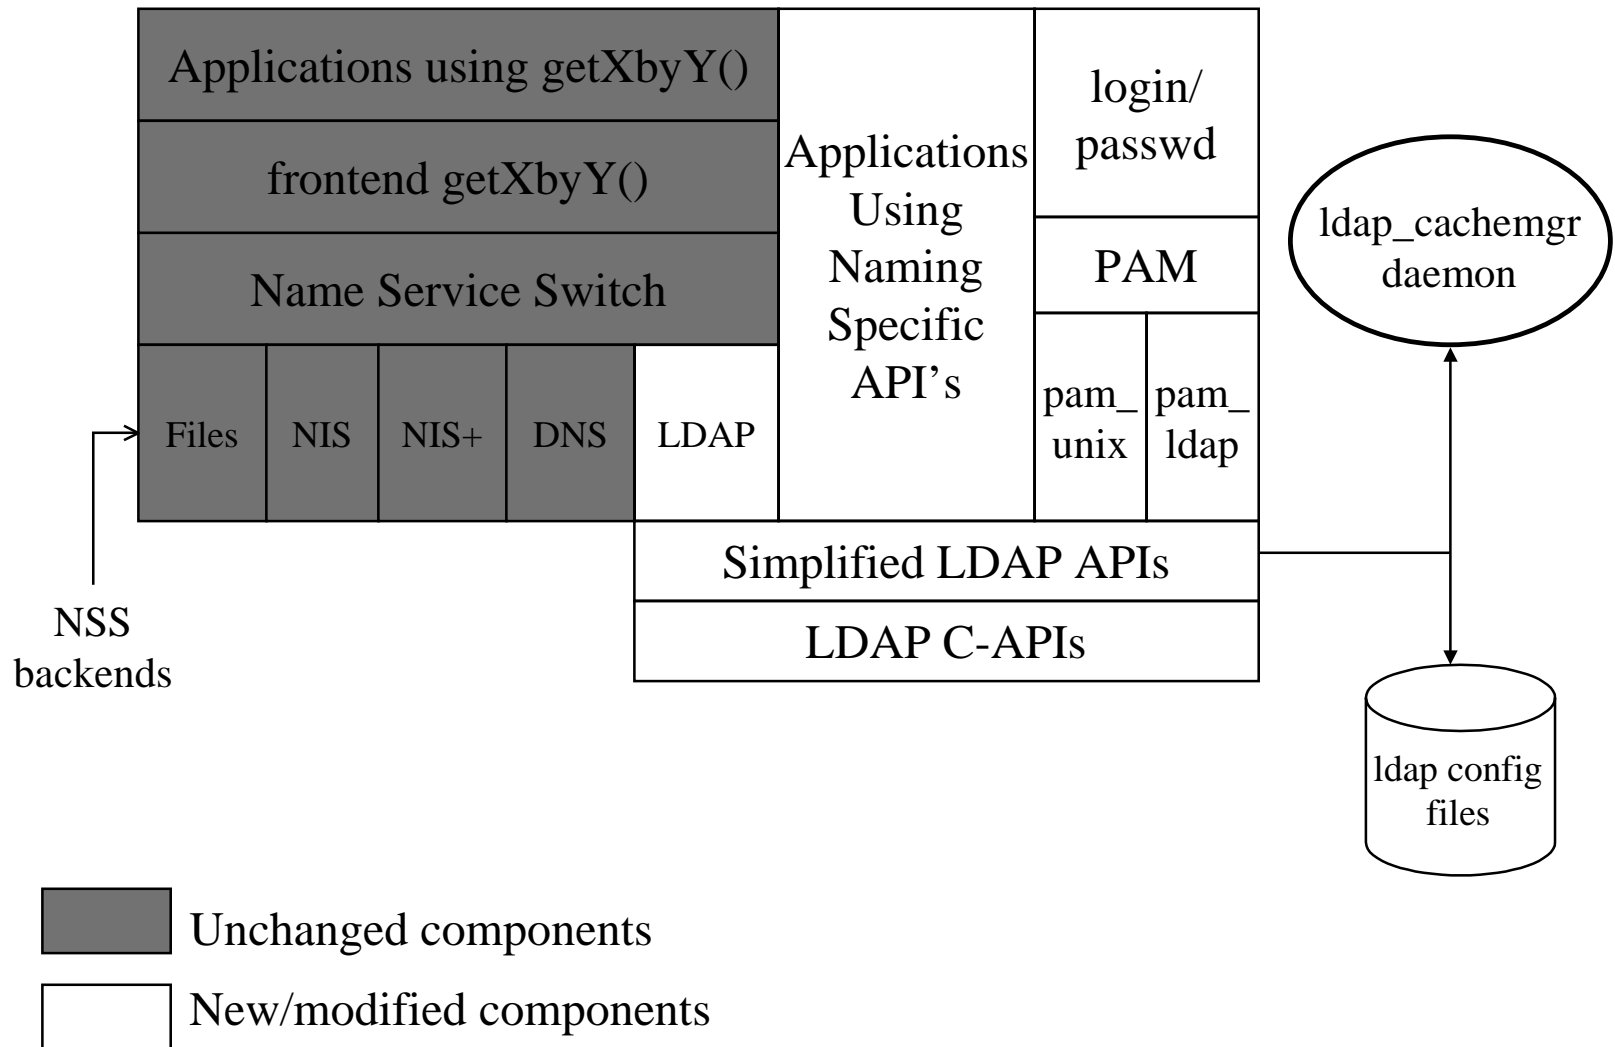 Applications using getXbyY()
frontend getXbyY()
Name Service Switch
Files
NIS
NIS+
DNS
LDAP
Applications
Using
Naming
Specific
API’s
login/
passwd
PAM
pam_
unix
pam_
ldap
Simplified LDAP APIs
LDAP C-APIs
ldap_cachemgr
daemon
ldap config
files
NSS
backends
Unchanged components
New/modified components